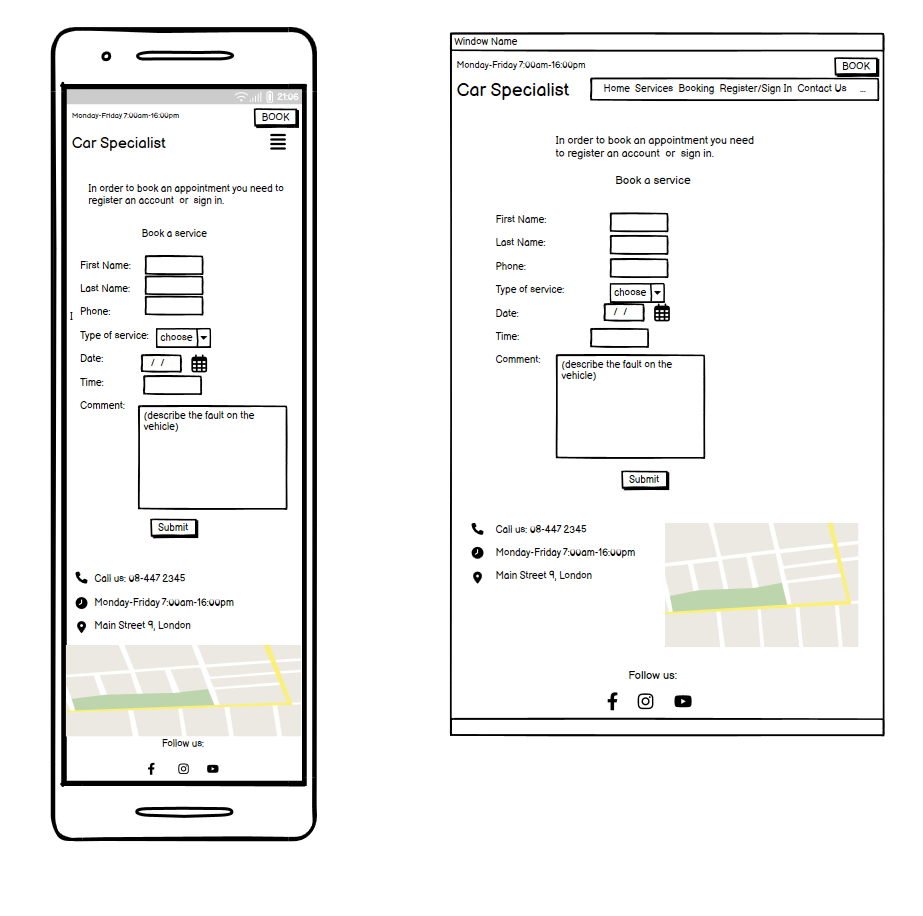 21:06
Monday-Friday 7:00am-16:00pm
BOOK
Car Specialist
In order to book an appointment you need to
register an account or sign in.
Book a service
First Name:
Last Name:
Phone:
Type of service: choose
Date: / /
Time:
Comment:
(describe the fault on the
vehicle)
Submit
Call us: 08-447 2345
Monday-Friday 7:00am-16:00pm
Main Street 9, London
Follow us:
Window Name
Monday-Friday 7:00am-16:00pm
BOOK
Car Specialist
Home Services Booking Register/Sign In Contact Us ...
In order to book an appointment you need
to register an account or sign in.
Book a service
First Name:
Last Name:
Phone:
Type of service: choose
Date: / /
Time:
Comment:
(describe the fault on the
vehicle)
Submit
Call us: 08-447 2345
Monday-Friday 7:00am-16:00pm
Main Street 9, London
Follow us: